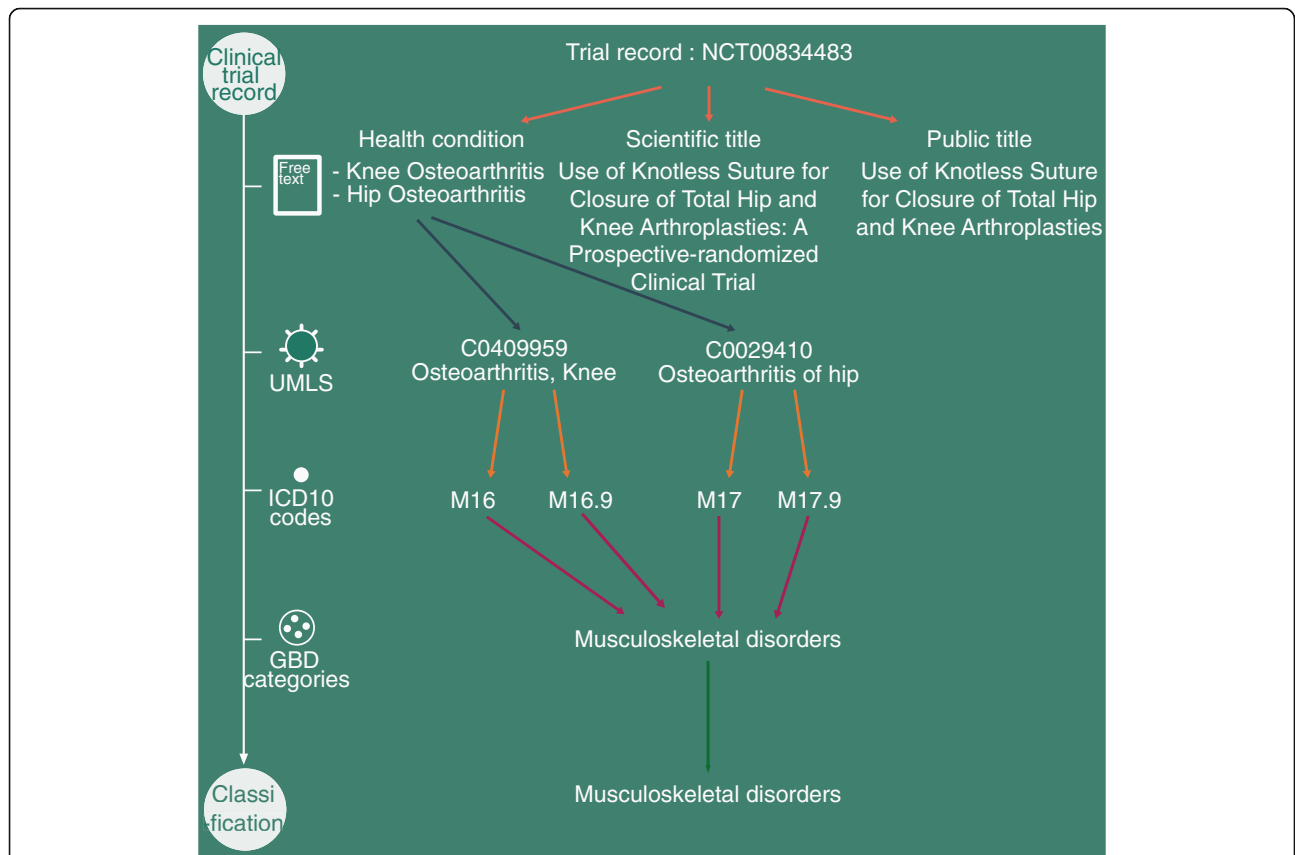 Clinical
trial
record
Trial record : NCT00834483
Health condition
Scientific title
Public title
Free
text
- Knee Osteoarthritis
- Hip Osteoarthritis
Use of Knotless Suture for
Closure of Total Hip and
Knee Arthroplasties: A
Prospective-randomized
Clinical Trial
Use of Knotless Suture
for Closure of Total Hip
and Knee Arthroplasties
UMLS
C0409959
Osteoarthritis, Knee
C0029410
Osteoarthritis of hip
ICD10
codes
M16
M16.9
M17
M17.9
GBD
categories
Musculoskeletal disorders
Classi
-fication
Musculoskeletal disorders